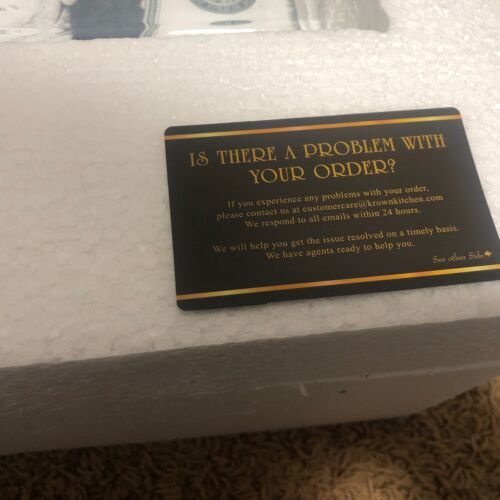 IS THERE A PROBLEM WITH
YOUR ORDER?
If you experience any problems with your order,
please contact us at customercare@krownkitchen.com
We respond to all emails within 24 hours.
We will help you get the issue resolved on a timely basis.
We have agents ready to help you.
See other Side